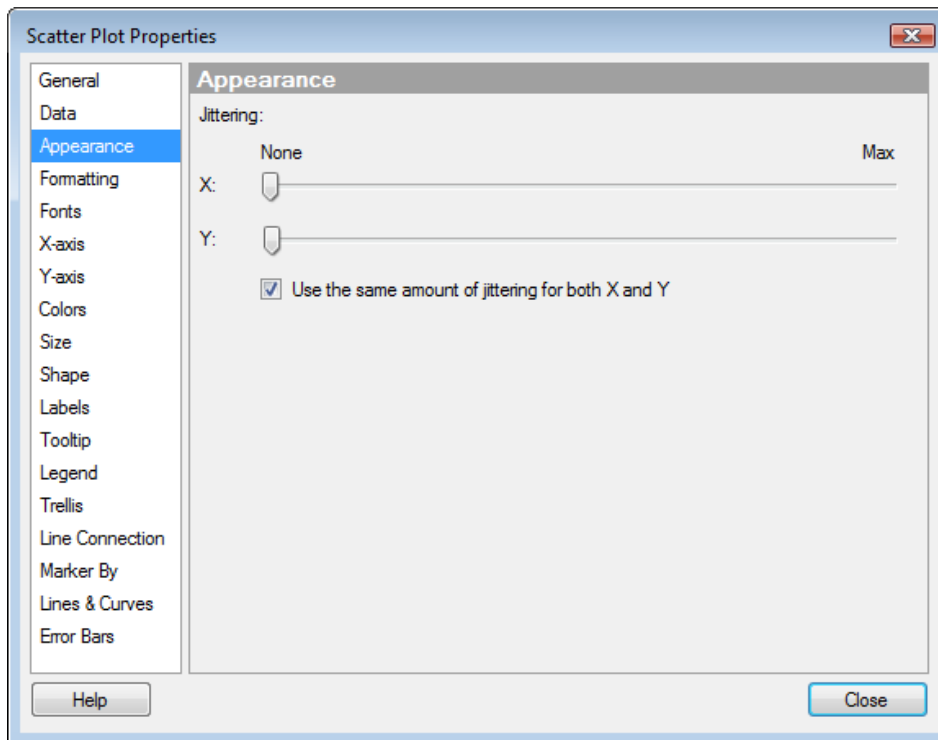 Scatter Plot Properties
General
Data
Appearance
Formatting
Fonts
X-axis
Y-axis
Colors
Size
Shape
Labels
Tooltip
Legend
Trellis
Line Connection
Marker By
Lines & Curves
Error Bars
Appearance
Jittering:
None Max
X:
Y:
Use the same amount of jittering for both X and Y
Help Close